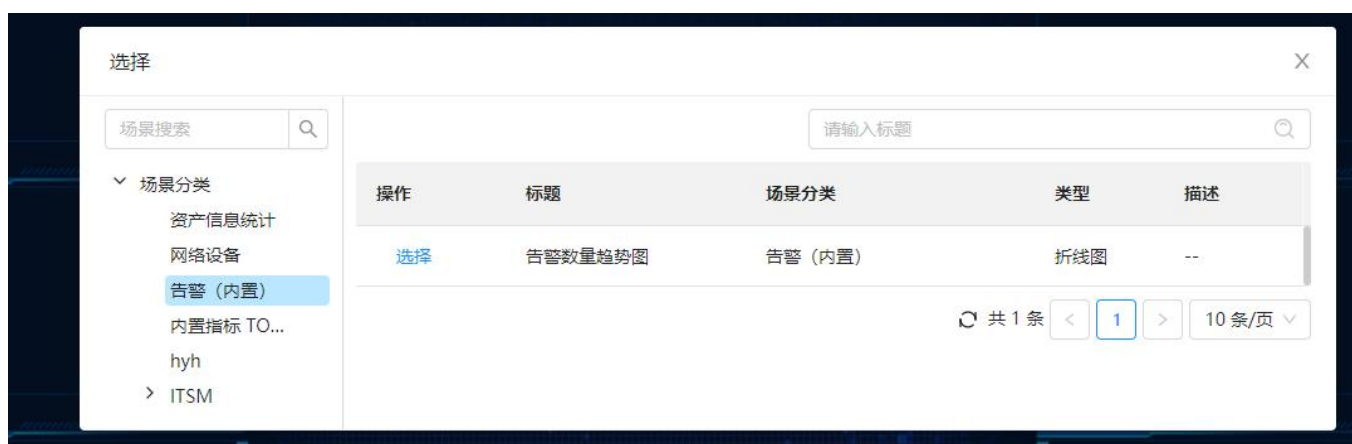 选择
场景搜索
请输入标题
场景分类
资产信息统计
网络设备
告警（内置）
内置指标 TO...
hyh
ITSM
操作 标题 场景分类 类型 描述
选择 告警数量趋势图 告警（内置） 折线图 --
共 1 条 < 1 > 10 条/页